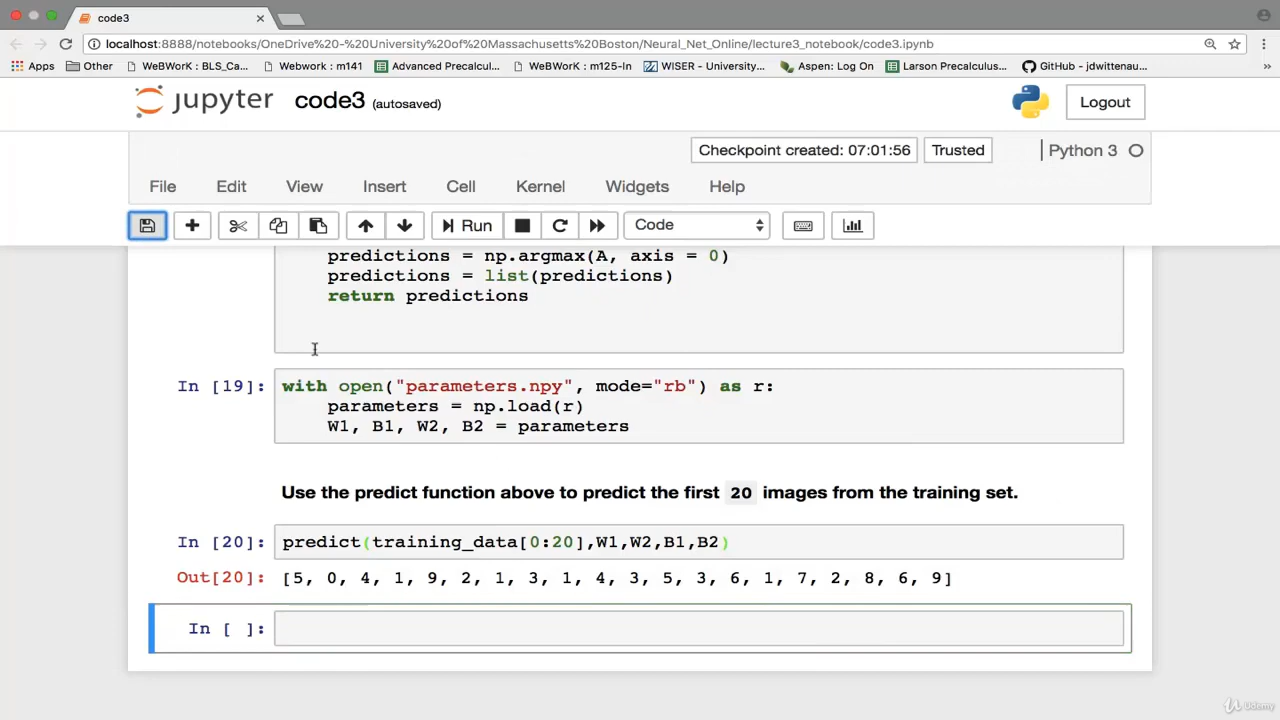 code3
localhost:8888/notebooks/OneDrive%20-%20University%20of%20Massachusetts%20Boston/Neural_Net_Online/lecture3_notebook/code3.ipynb
Apps Other WeBWorK : BLS_Ca... Webwork : m141 Advanced Precalcul... WeBWorK : m125-In WISER - University... Aspen: Log On Larson Precalculus... GitHub - jdwittenau... »
jupyter code3 (autosaved) Logout
Checkpoint created: 07:01:56 Trusted Python 3
File Edit View Insert Cell Kernel Widgets Help
Run Code
predictions = np.argmax(A, axis = 0)
predictions = list(predictions)
return predictions
In [19]: with open("parameters.npy", mode="rb") as r:
parameters = np.load(r)
W1, B1, W2, B2 = parameters
Use the predict function above to predict the first 20 images from the training set.
In [20]: predict(training_data[0:20],W1,W2,B1,B2)
Out[20]: [5, 0, 4, 1, 9, 2, 1, 3, 1, 4, 3, 5, 3, 6, 1, 7, 2, 8, 6, 9]
In [ ]:
Udemy